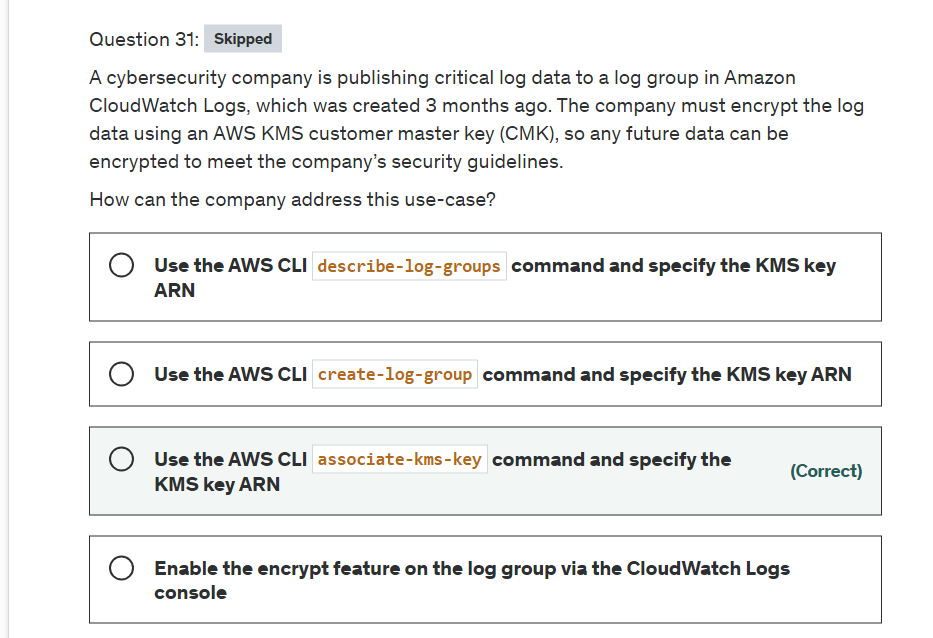 Question 31: Skipped
A cybersecurity company is publishing critical log data to a log group in Amazon
CloudWatch Logs, which was created 3 months ago. The company must encrypt the log
data using an AWS KMS customer master key (CMK), so any future data can be
encrypted to meet the company’s security guidelines.
How can the company address this use-case?
Use the AWS CLI describe-log-groups command and specify the KMS key
ARN
Use the AWS CLI create-log-group command and specify the KMS key ARN
Use the AWS CLI associate-kms-key command and specify the
KMS key ARN
(Correct)
Enable the encrypt feature on the log group via the CloudWatch Logs
console